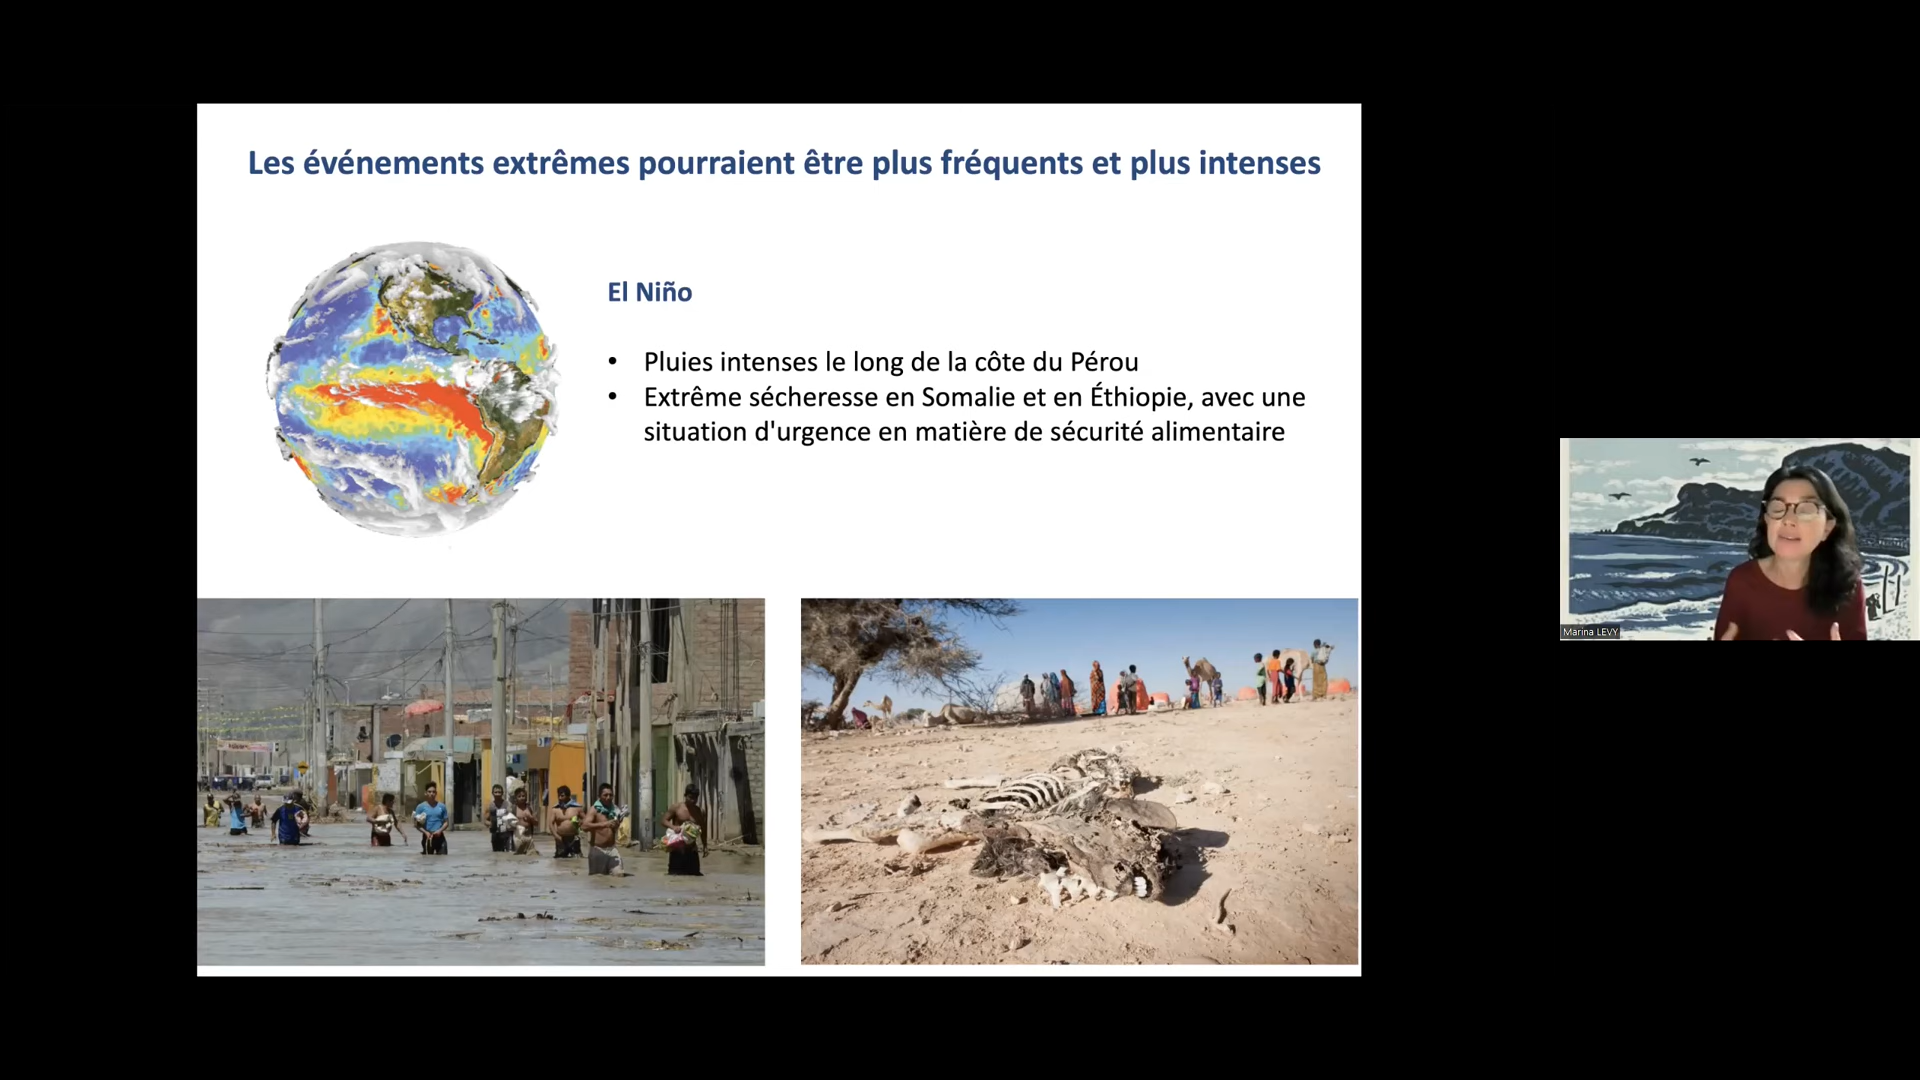 Les événements extrêmes pourraient être plus fréquents et plus intenses
El Niño
• Pluies intenses le long de la côte du Pérou
• Extrême sécheresse en Somalie et en Éthiopie, avec une
situation d'urgence en matière de sécurité alimentaire
Marina LEVY